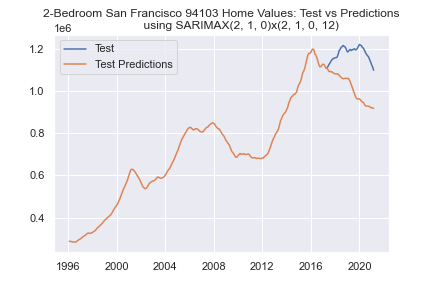 2-Bedroom San Francisco 94103 Home Values: Test vs Predictions
using SARIMAX(2, 1, 0)x(2, 1, 0, 12)
1e6
Test
Test Predictions
1.2
1.0
0.8
0.6
0.4
1996 2000 2004 2008 2012 2016 2020